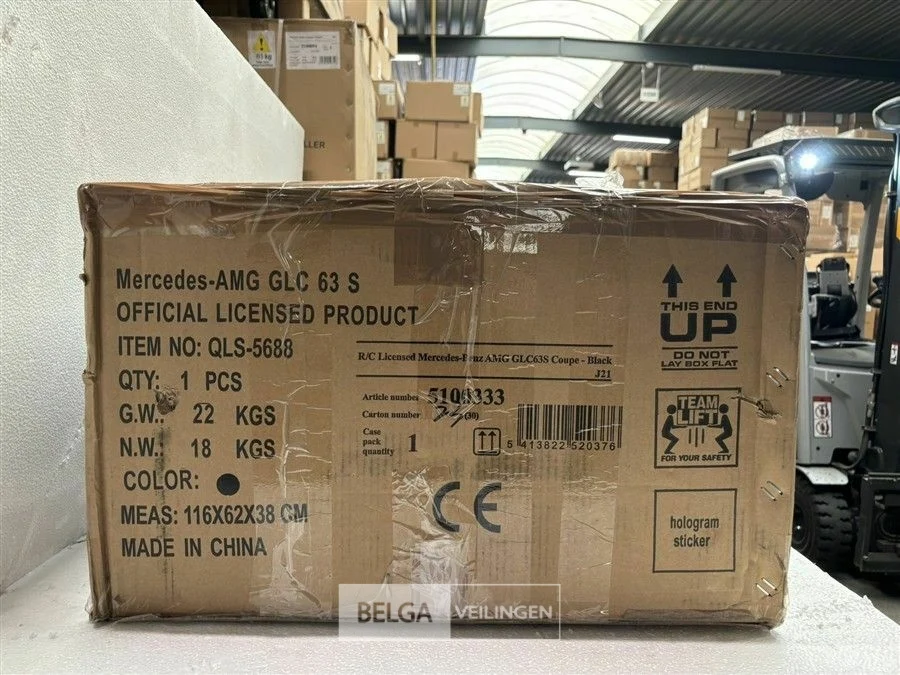 Mercedes-AMG GLC 63 S
OFFICIAL LICENSED PRODUCT
ITEM NO: QLS-5688
QTY: 1 PCS
G.W.: 22 KGS
N.W.: 18 KGS
COLOR:
MEAS: 116X62X38 CM
MADE IN CHINA
R/C Licensed Mercedes-Benz AMG GLC63S Coupe - Black
J21
Article number 5100333
Carton number (30)
Case
pack
quantity 1
5 413822 520376
CE
THIS END
UP
DO NOT
LAY BOX FLAT
TEAM
LIFT
FOR YOUR SAFETY
hologram
sticker
LLER
BELGA VEILINGEN